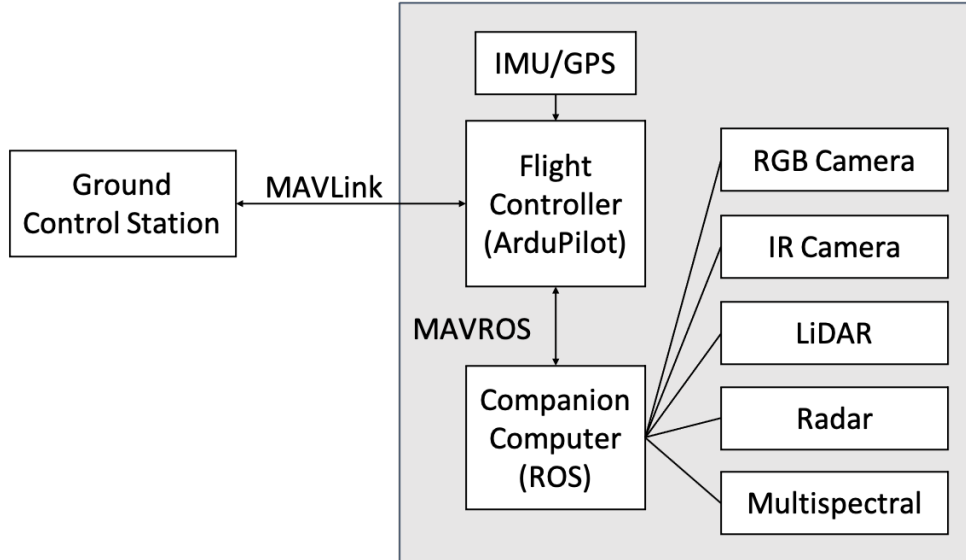 IMU/GPS
Ground
Control Station
MAVLink
Flight
Controller
(ArduPilot)
MAVROS
Companion
Computer
(ROS)
RGB Camera
IR Camera
LiDAR
Radar
Multispectral